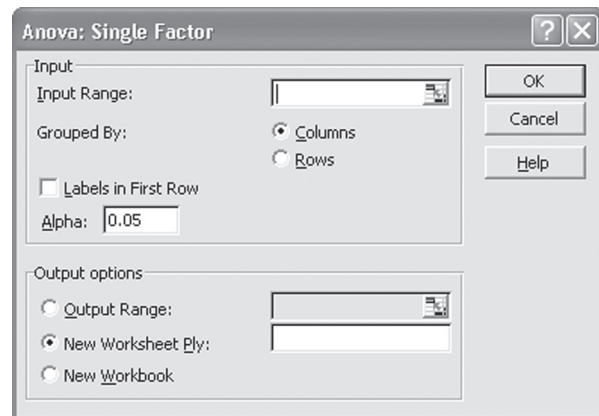 Anova: Single Factor
Input
Input Range:
Grouped By:
Columns
Rows
Labels in First Row
Alpha: 0.05
OK
Cancel
Help
Output options
Output Range:
New Worksheet Ply:
New Workbook